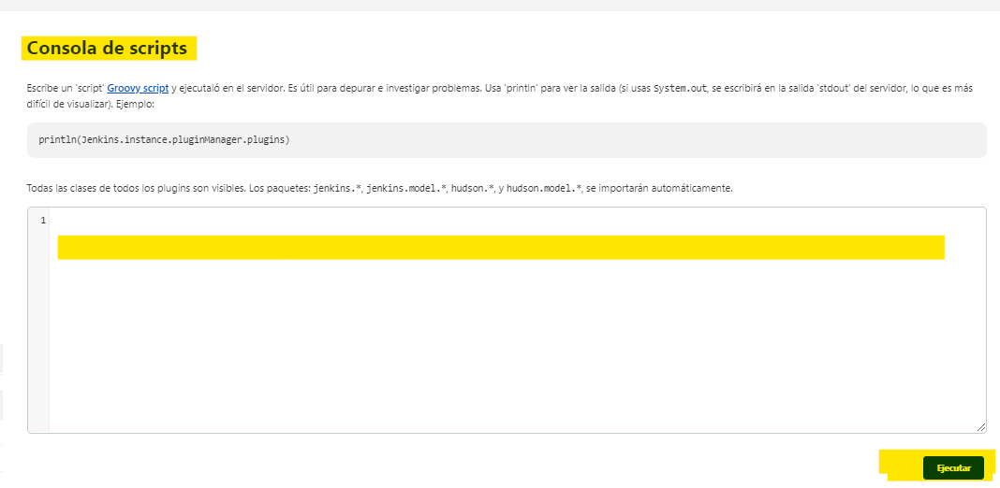 Consola de scripts
Escribe un 'script' Groovy script y ejecutaló en el servidor. Es útil para depurar e investigar problemas. Usa 'println' para ver la salida (si usas System.out, se escribirá en la salida 'stdout' del servidor, lo que es más
difícil de visualizar). Ejemplo:
println(Jenkins.instance.pluginManager.plugins)
Todas las clases de todos los plugins son visibles. Los paquetes: jenkins.*, jenkins.model.*, hudson.*, y hudson.model.*, se importarán automáticamente.
1
Ejecutar